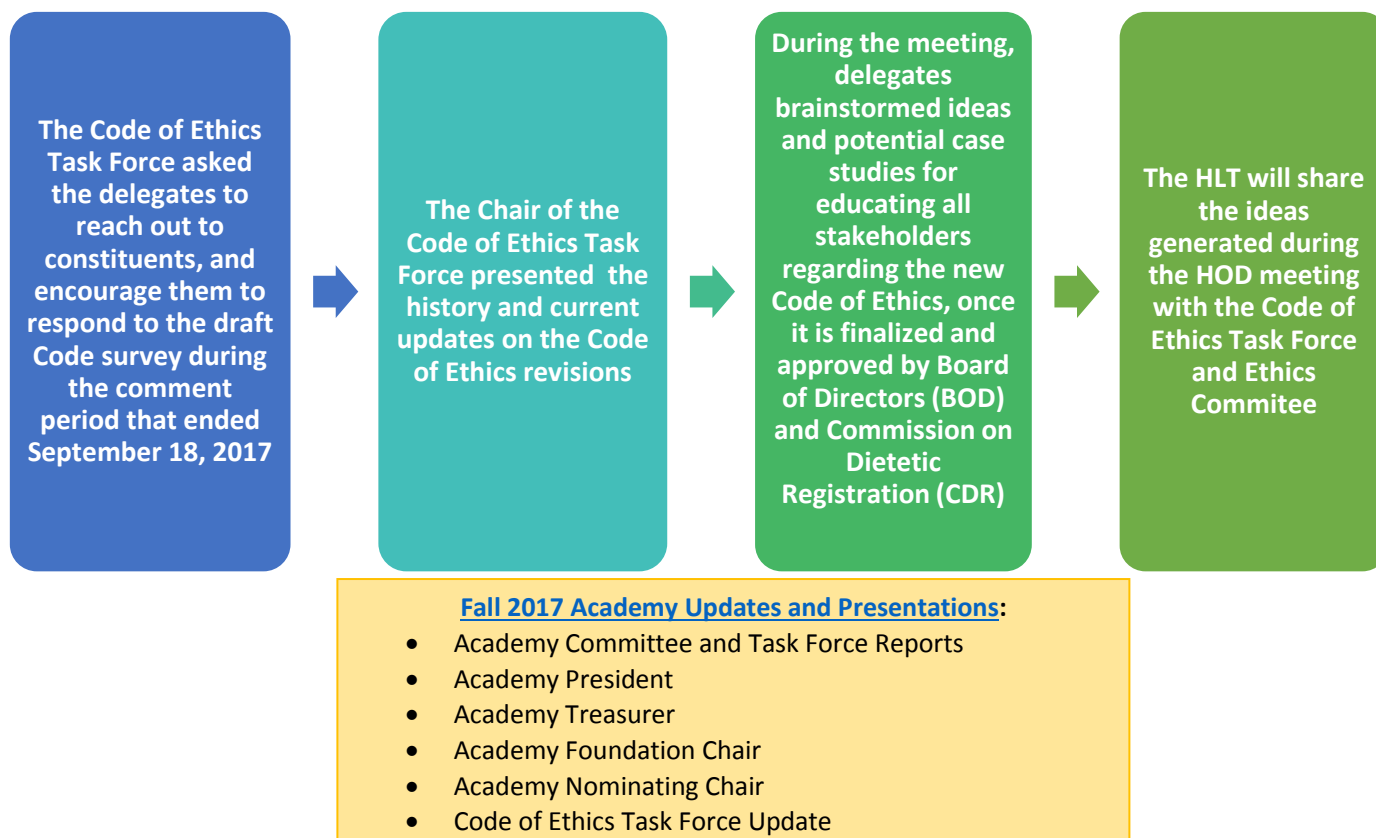 The Code of Ethics
Task Force asked
the delegates to
reach out to
constituents, and
encourage them to
respond to the draft
Code survey during
the comment
period that ended
September 18, 2017
The Chair of the
Code of Ethics Task
Force presented the
history and current
updates on the Code
of Ethics revisions
During the meeting,
delegates
brainstormed ideas
and potential case
studies for
educating all
stakeholders
regarding the new
Code of Ethics, once
it is finalized and
approved by Board
of Directors (BOD)
and Commission on
Dietetic
Registration (CDR)
The HLT will share
the ideas
generated during
the HOD meeting
with the Code of
Ethics Task Force
and Ethics
Commitee
Fall 2017 Academy Updates and Presentations:
• Academy Committee and Task Force Reports
• Academy President
• Academy Treasurer
• Academy Foundation Chair
• Academy Nominating Chair
• Code of Ethics Task Force Update